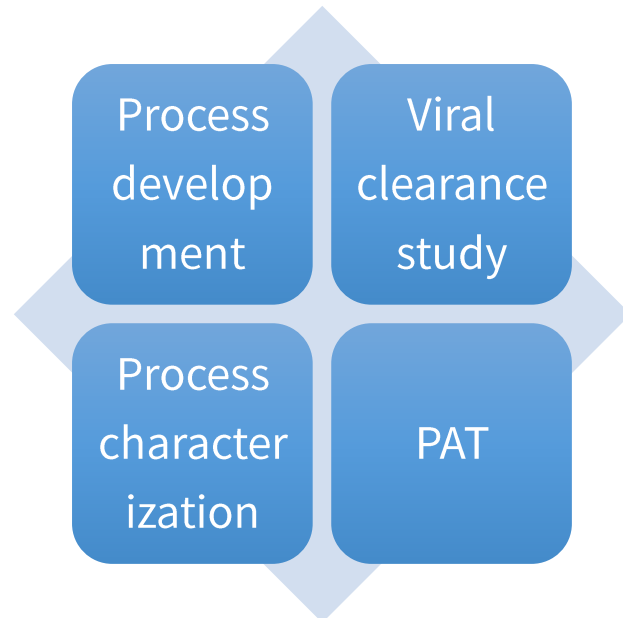 Process
develop
ment
Viral
clearance
study
Process
character
ization
PAT